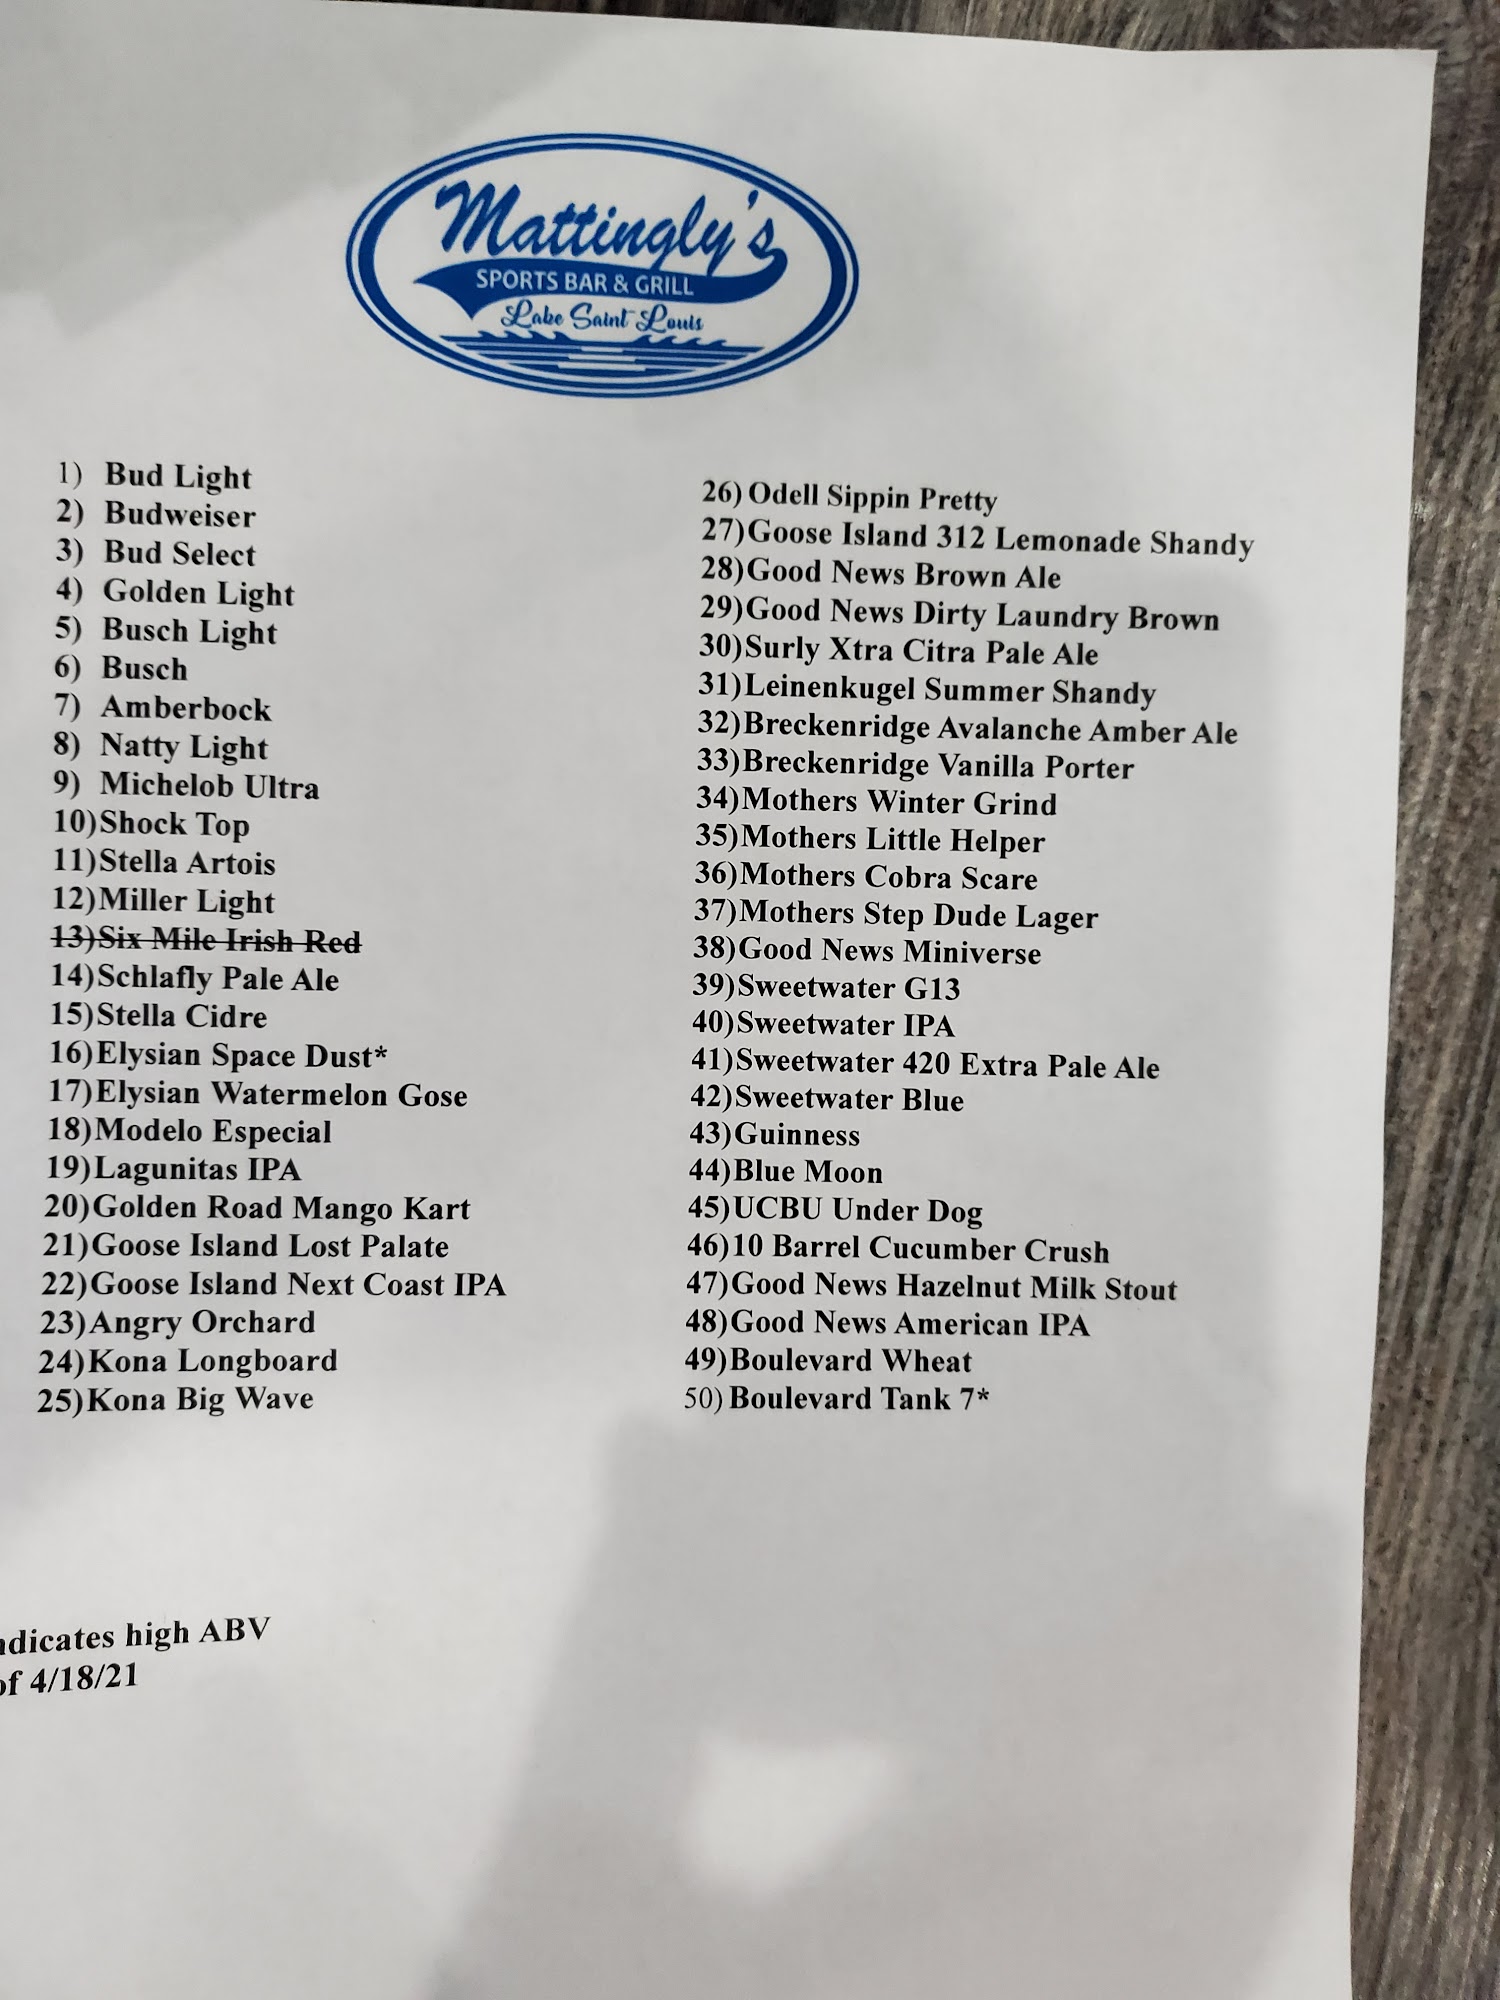 Mattingly's
SPORTS BAR & GRILL
Lake Saint Louis
1) Bud Light
2) Budweiser
3) Bud Select
4) Golden Light
5) Busch Light
6) Busch
7) Amberbock
8) Natty Light
9) Michelob Ultra
10)Shock Top
11)Stella Artois
12)Miller Light
13)Six Mile Irish Red
14)Schlafly Pale Ale
15)Stella Cidre
16)Elysian Space Dust*
17)Elysian Watermelon Gose
18)Modelo Especial
19)Lagunitas IPA
20)Golden Road Mango Kart
21)Goose Island Lost Palate
22)Goose Island Next Coast IPA
23)Angry Orchard
24)Kona Longboard
25)Kona Big Wave
26)Odell Sippin Pretty
27)Goose Island 312 Lemonade Shandy
28)Good News Brown Ale
29)Good News Dirty Laundry Brown
30)Surly Xtra Citra Pale Ale
31)Leinenkugel Summer Shandy
32)Breckenridge Avalanche Amber Ale
33)Breckenridge Vanilla Porter
34)Mothers Winter Grind
35)Mothers Little Helper
36)Mothers Cobra Scare
37)Mothers Step Dude Lager
38)Good News Miniverse
39)Sweetwater G13
40)Sweetwater IPA
41)Sweetwater 420 Extra Pale Ale
42)Sweetwater Blue
43)Guinness
44)Blue Moon
45)UCBU Under Dog
46)10 Barrel Cucumber Crush
47)Good News Hazelnut Milk Stout
48)Good News American IPA
49)Boulevard Wheat
50)Boulevard Tank 7*
ndicates high ABV
of 4/18/21